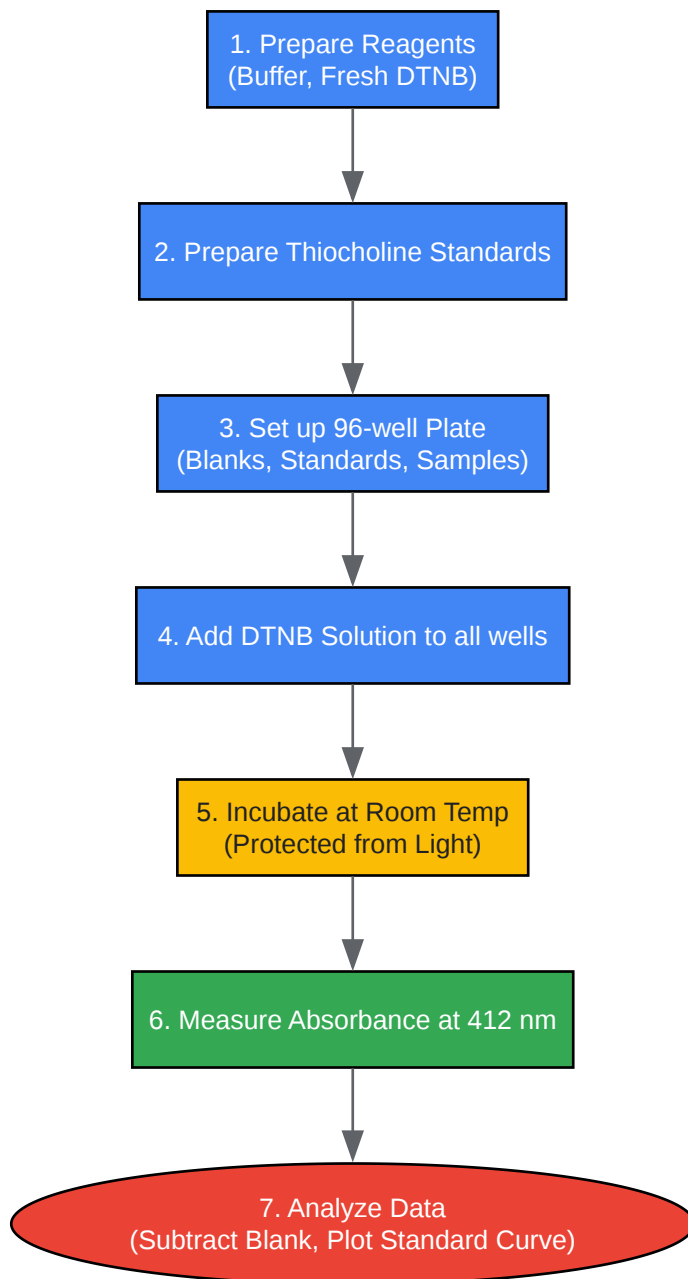 1. Prepare Reagents
(Buffer, Fresh DTNB)
2. Prepare Thiocholine Standards
3. Set up 96-well Plate
(Blanks, Standards, Samples)
4. Add DTNB Solution to all wells
5. Incubate at Room Temp
(Protected from Light)
6. Measure Absorbance at 412 nm
7. Analyze Data
(Subtract Blank, Plot Standard Curve)